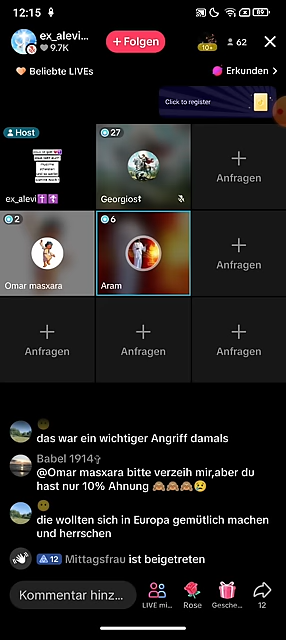 12:15
89
ex_alevi...
9.7K
+ Folgen
10+
62
Beliebte LIVEs
Erkunden >
Click to register
Host
ex_alevi
27
Georgios†
Anfragen
2
Omar masxara
6
Aram
Anfragen
Anfragen
Anfragen
Anfragen
das war ein wichtiger Angriff damals
Babel 1914✞
@Omar masxara bitte verzeih mir,aber du
hast nur 10% Ahnung 🙈🙈🙈😢
die wollten sich in Europa gemütlich machen
und herrschen
12 Mittagsfrau ist beigetreten
Kommentar hinz...
LIVE mi...
Rose
Gesche...
12